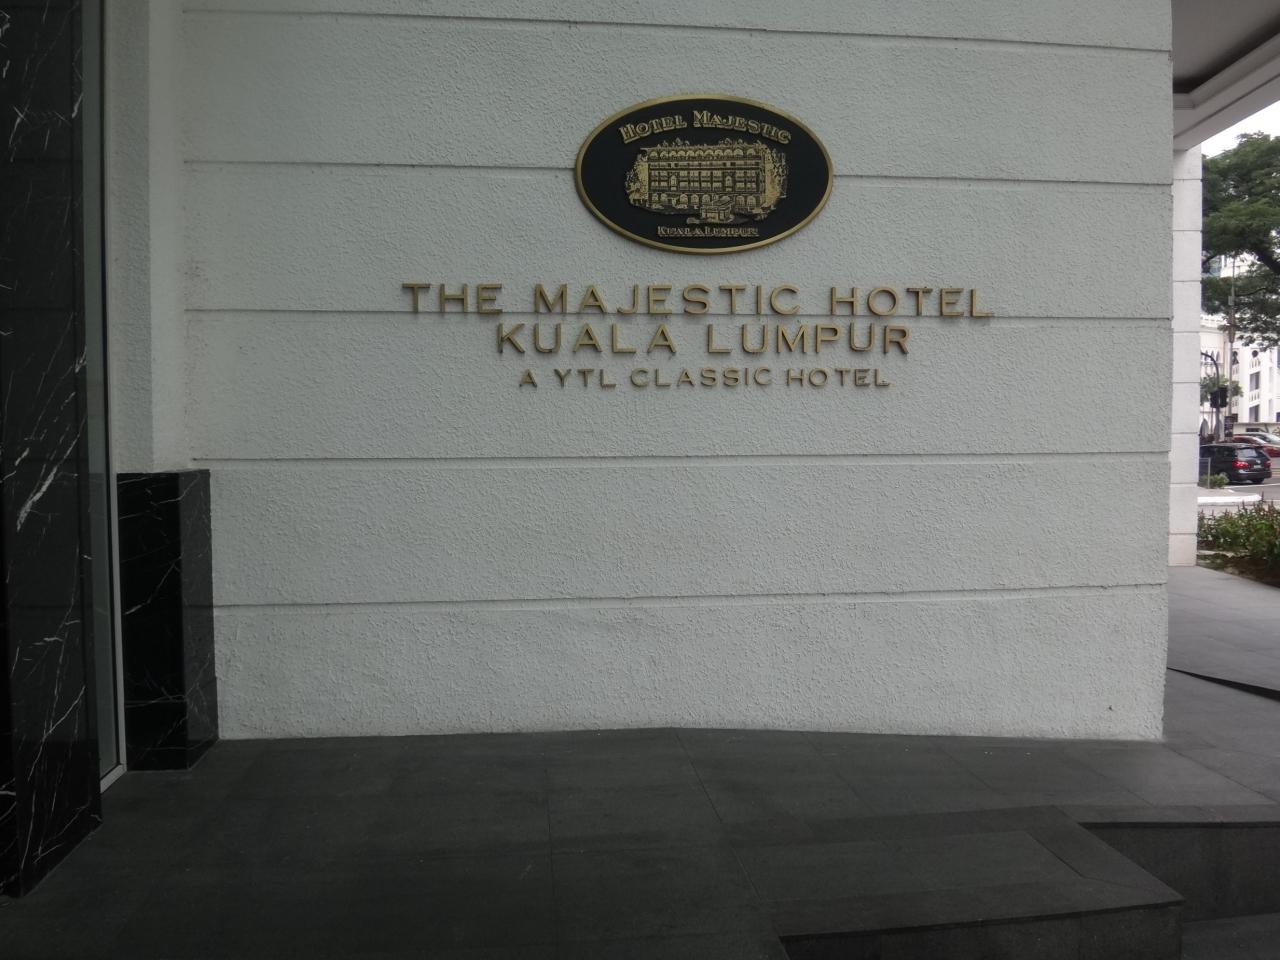 HOTEL MAJESTIC
KUALA LUMPUR
THE MAJESTIC HOTEL
KUALA LUMPUR
A YTL CLASSIC HOTEL